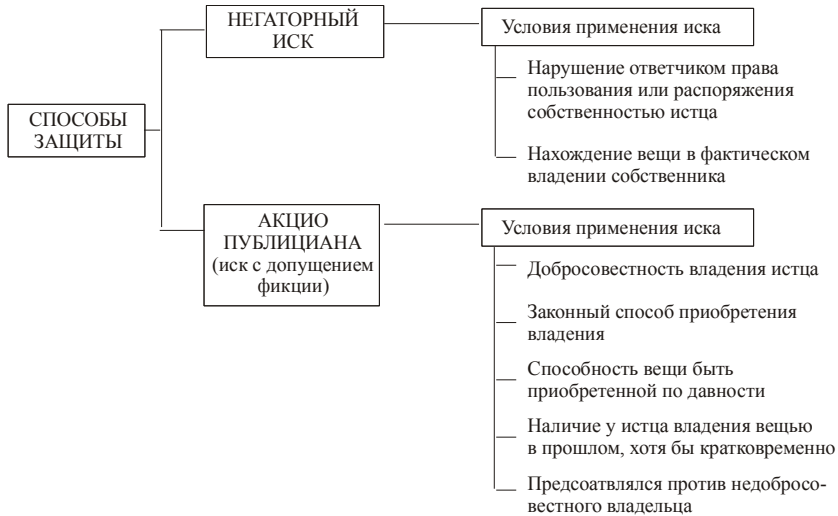 СПОСОБЫ
ЗАЩИТЫ
НЕГАТОРНЫЙ
ИСК
Условия применения иска
Нарушение ответчиком права
пользования или распоряжения
собственностью истца
Нахождение вещи в фактическом
владении собственника
АКЦИО
ПУБЛИЦИАНА
(иск с допущением
фикции)
Условия применения иска
Добросовестность владения истца
Законный способ приобретения
владения
Способность вещи быть
приобретенной по давности
Наличие у истца владения вещью
в прошлом, хотя бы кратковременно
Предсоатвлялся против недобросо-
вестного владельца